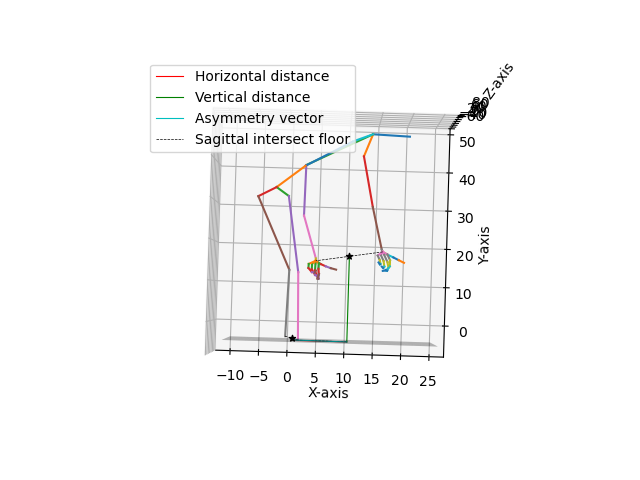 Horizontal distance
Vertical distance
Asymmetry vector
Sagittal intersect floor
Z-axis
50
40
30
20
10
0
Y-axis
−10 −5 0 5 10 15 20 25
X-axis